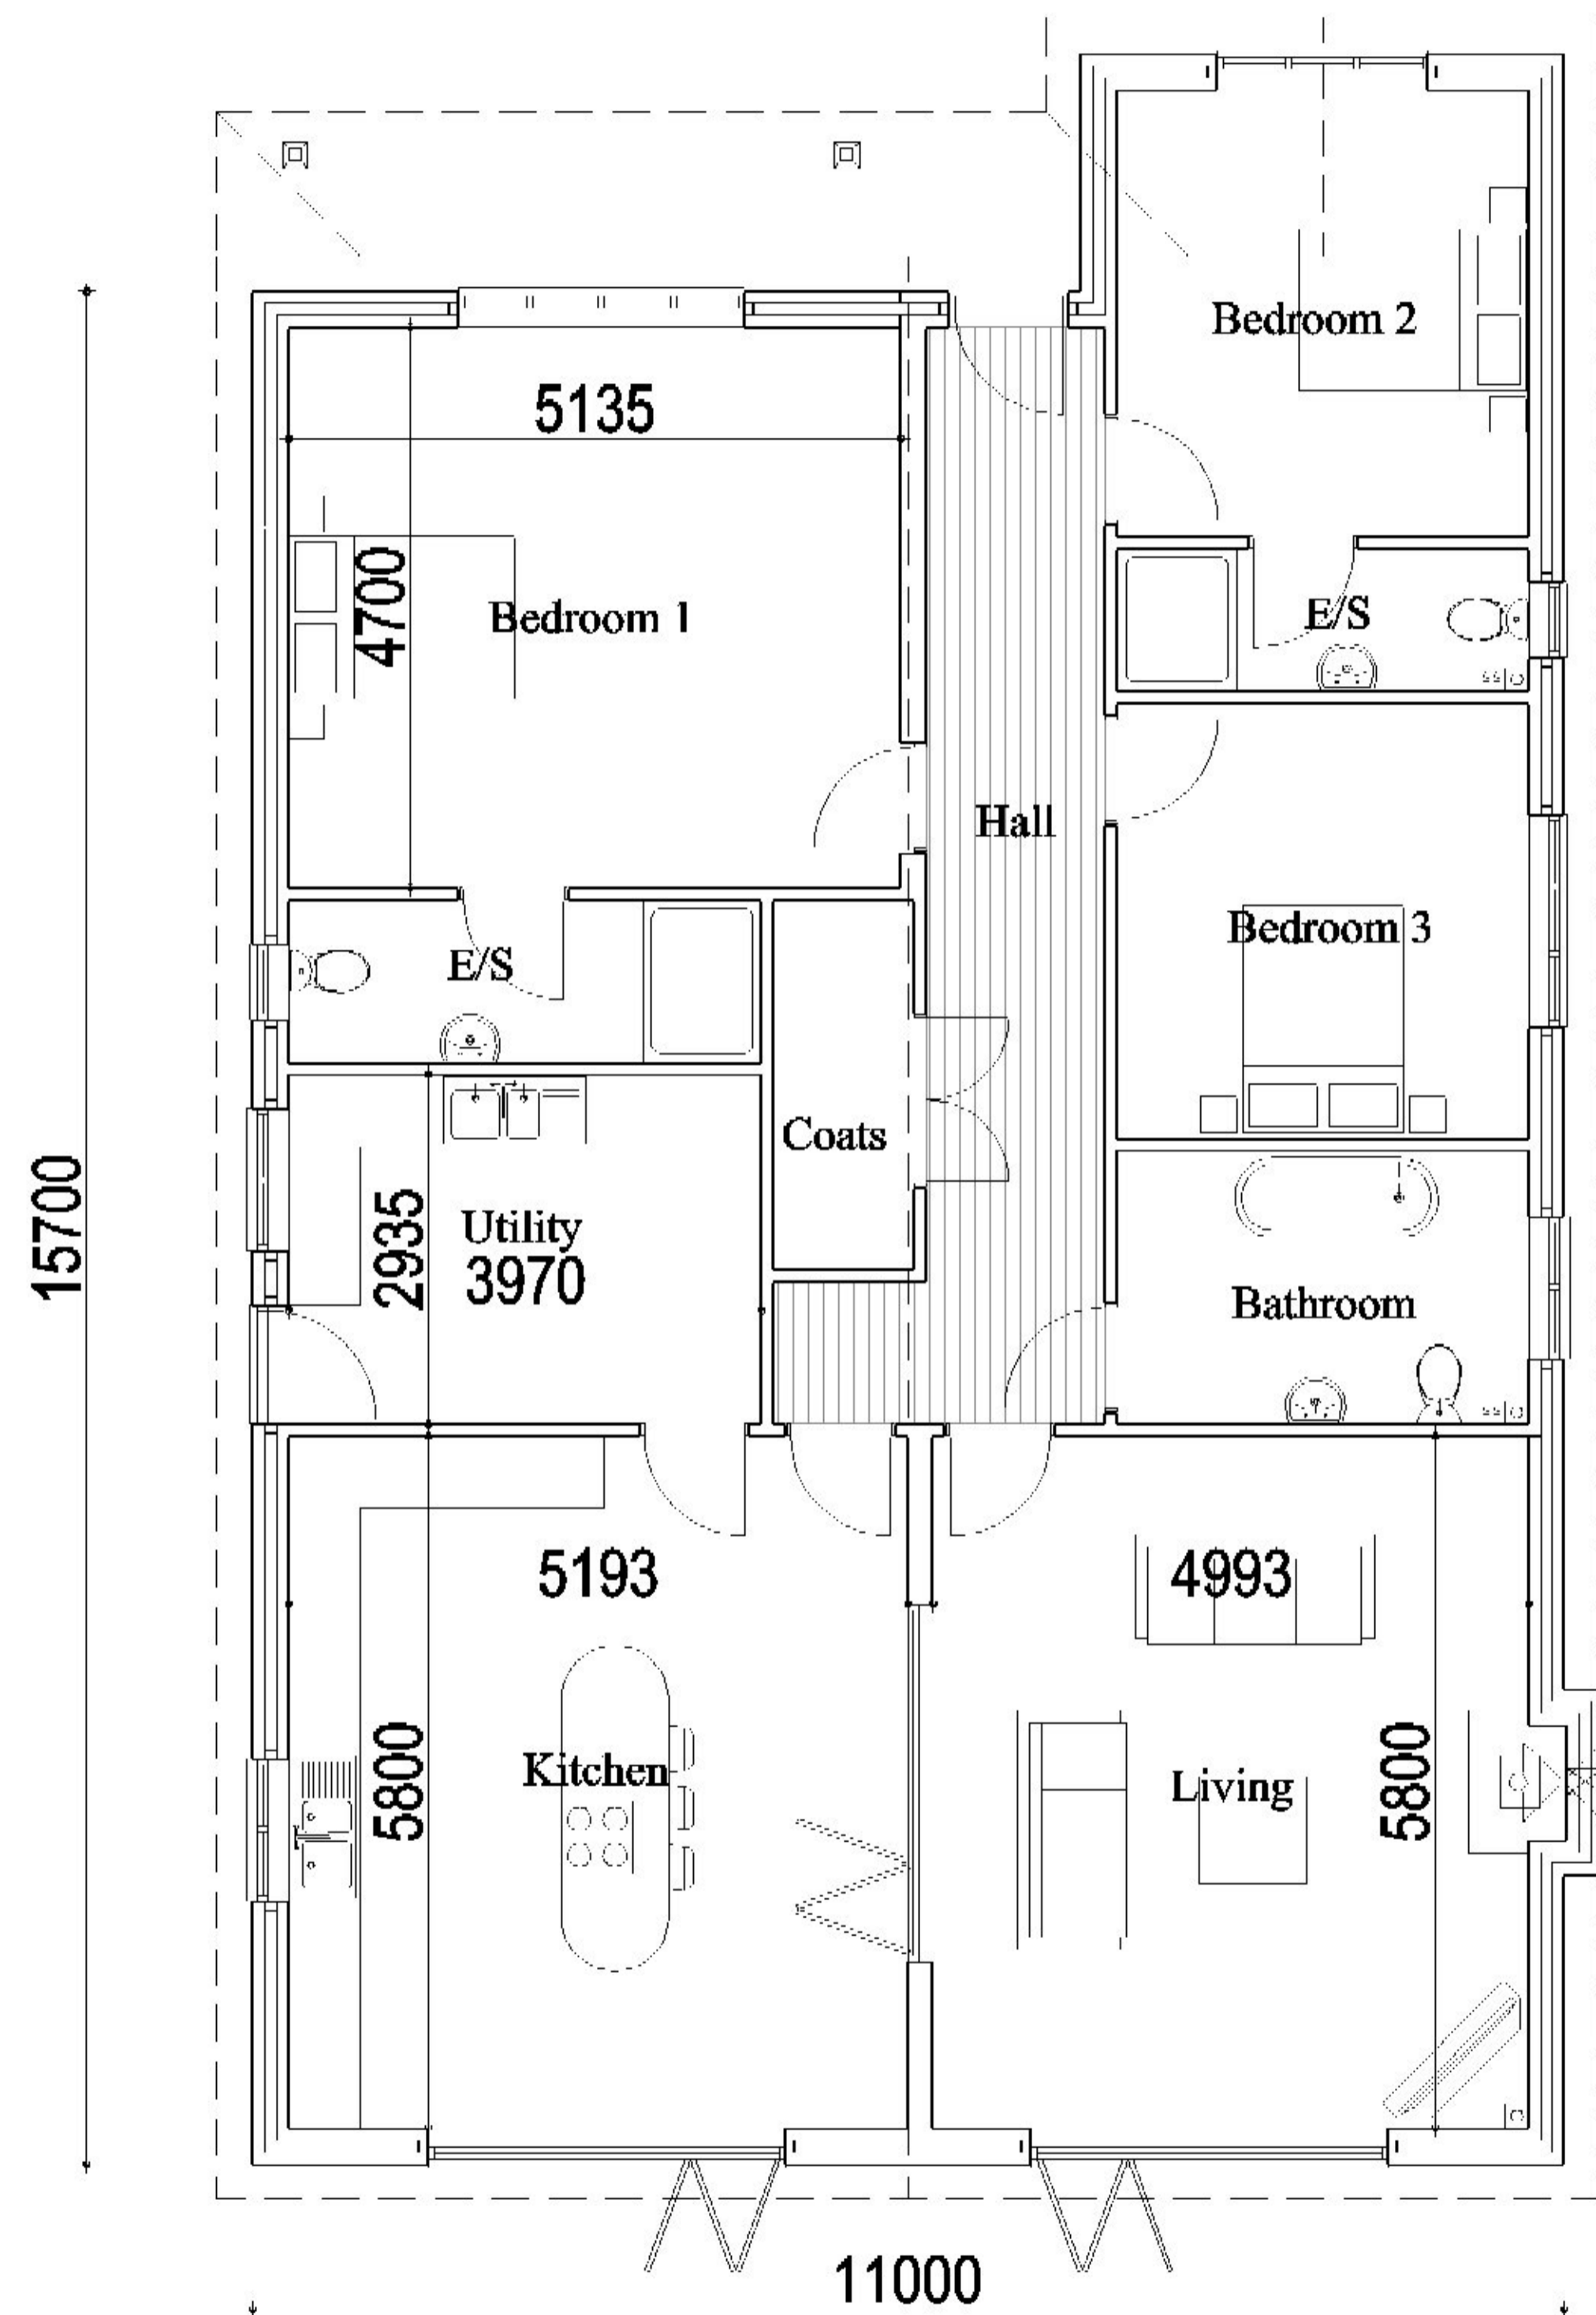 Bedroom 2
5135
4700
Bedroom 1
E/S
Hall
Bedroom 3
E/S
Coats
15700
2935
Utility
3970
Bathroom
5193
4993
5800
Kitchen
Living
5800
11000